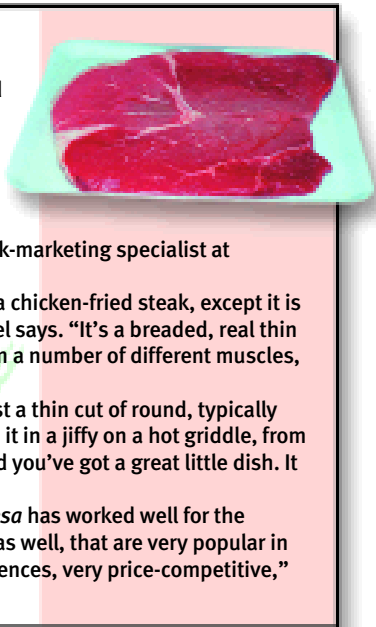 k-marketing specialist at
a chicken-fried steak, except it is
el says. “It’s a breaded, real thin
n a number of different muscles,
st a thin cut of round, typically
it in a jiffy on a hot griddle, from
d you’ve got a great little dish. It
sa has worked well for the
as well, that are very popular in
ences, very price-competitive,”